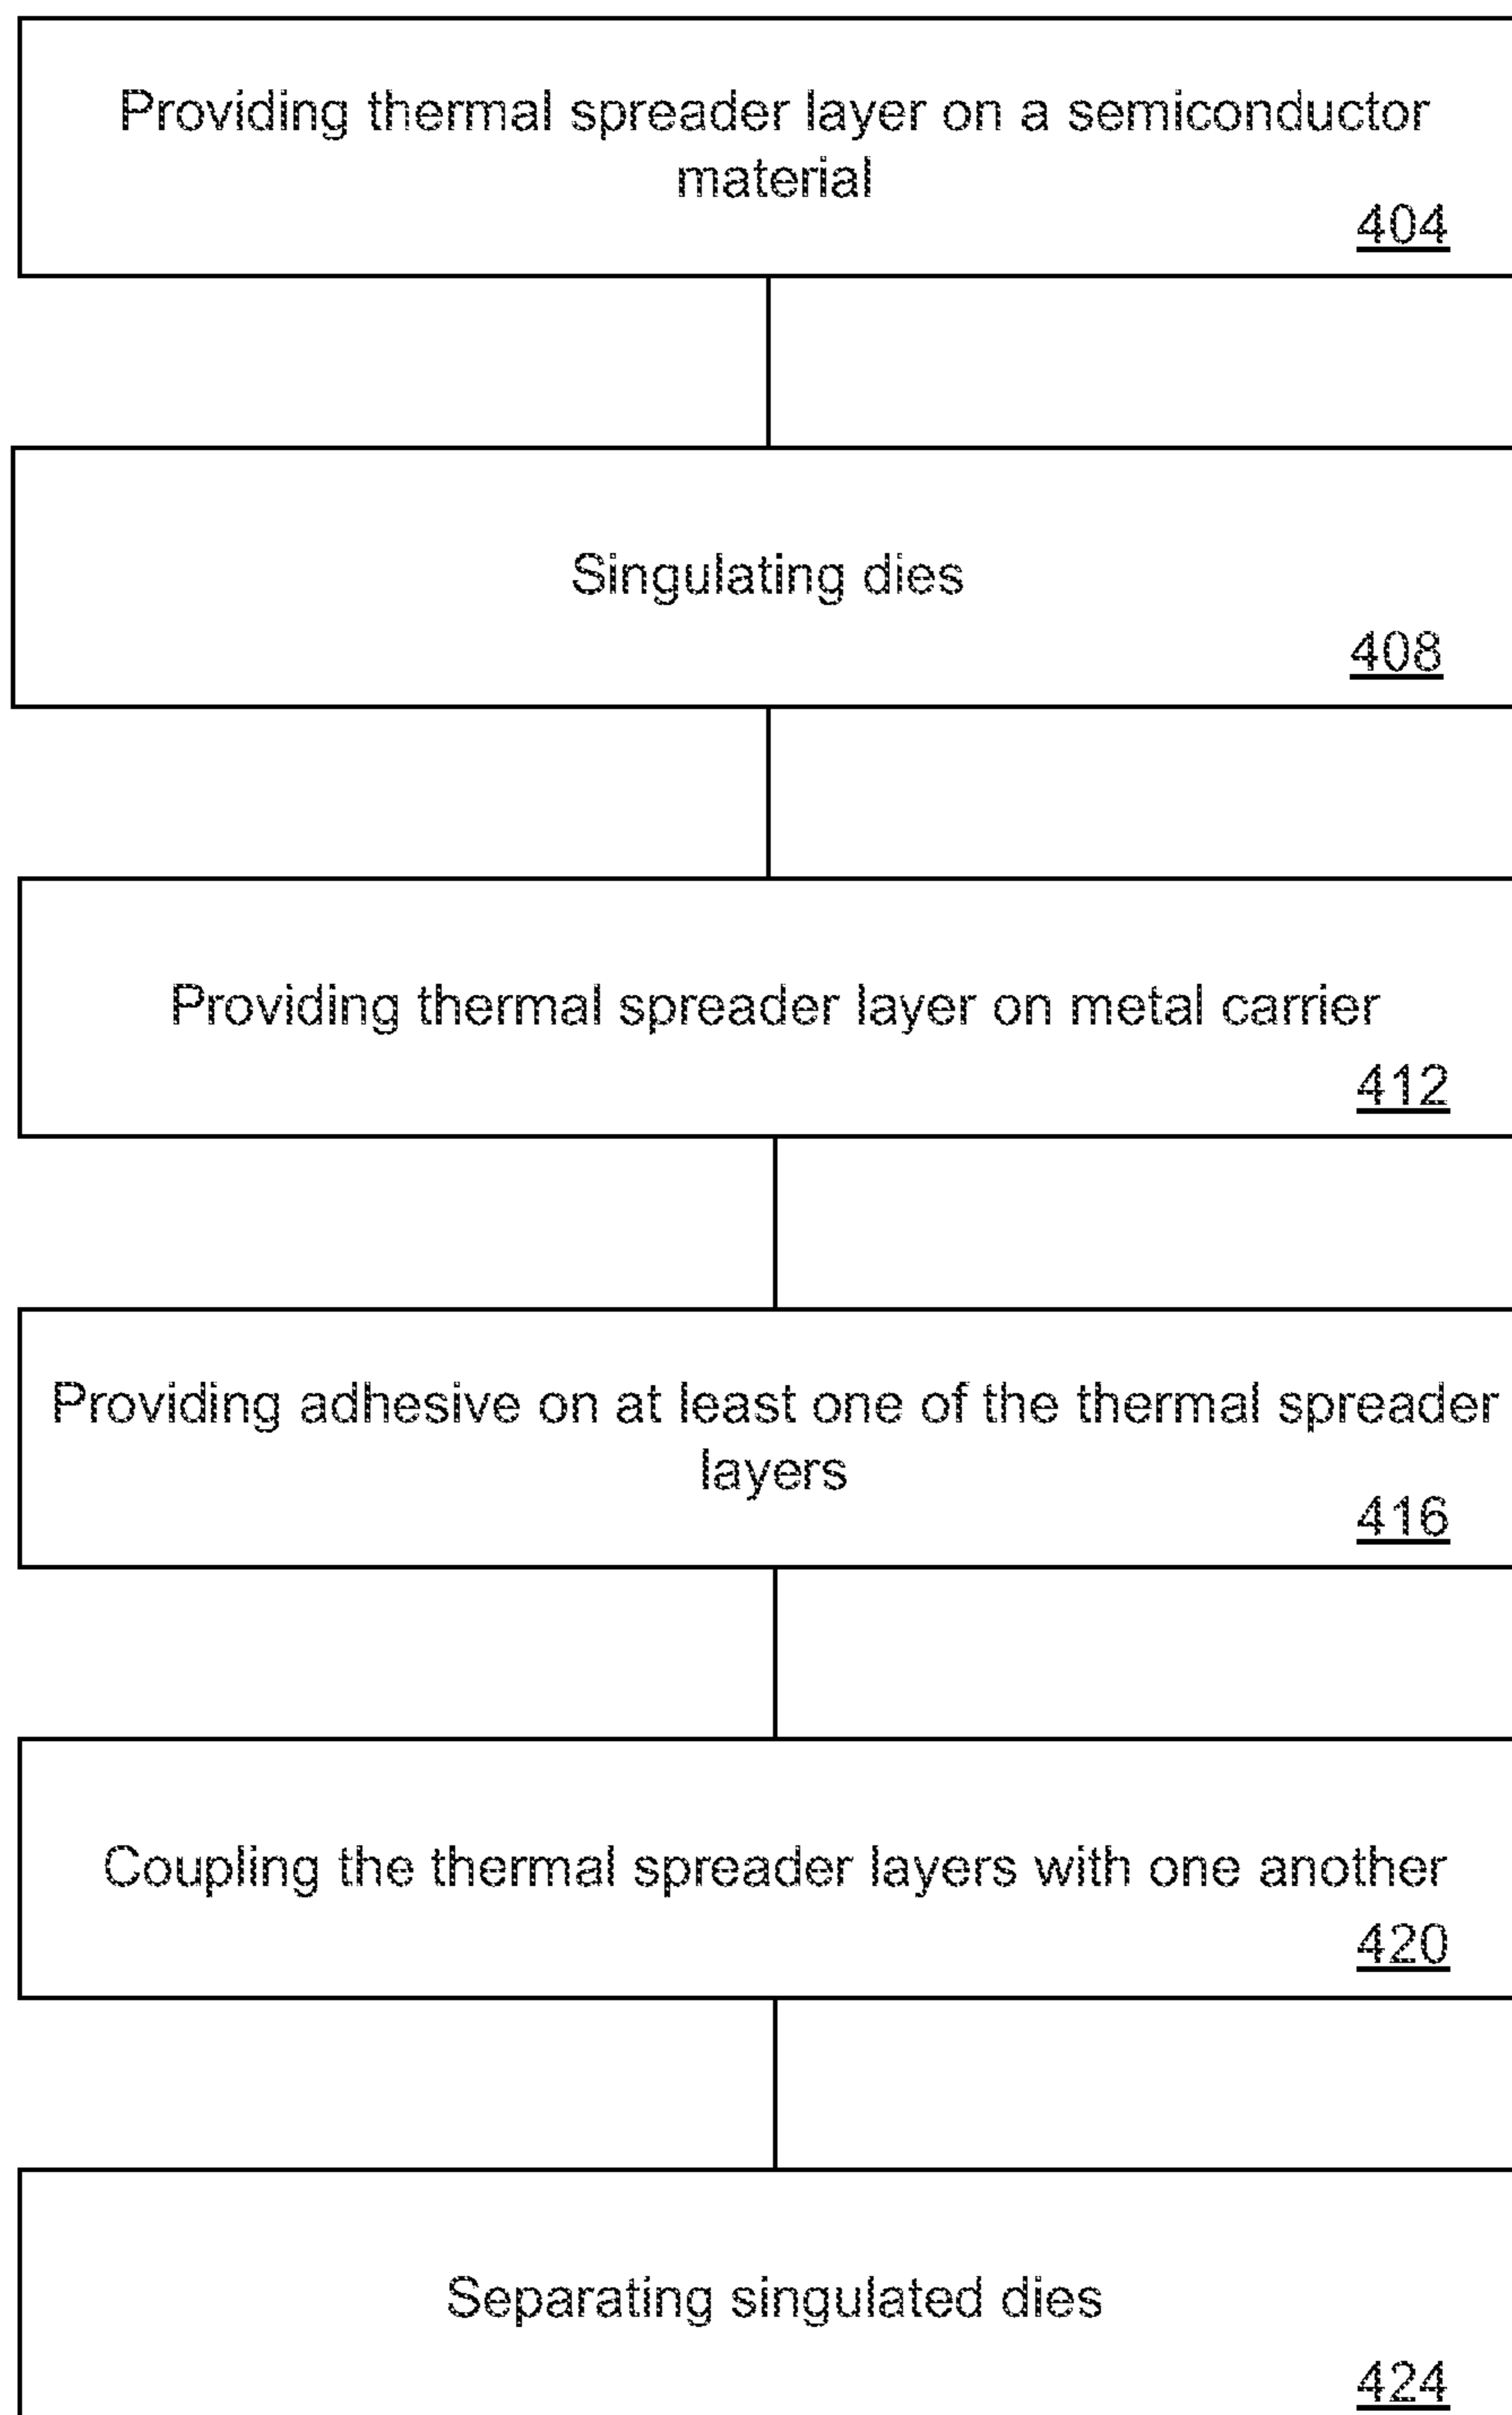 Providing thermal spreader layer on a semiconductor
material
404
Singulating dies
408
Providing thermal spreader layer on metal carrier
412
Providing adhesive on at least one of the thermal spreader
layers
416
Coupling the thermal spreader layers with one another
420
Separating singulated dies
424